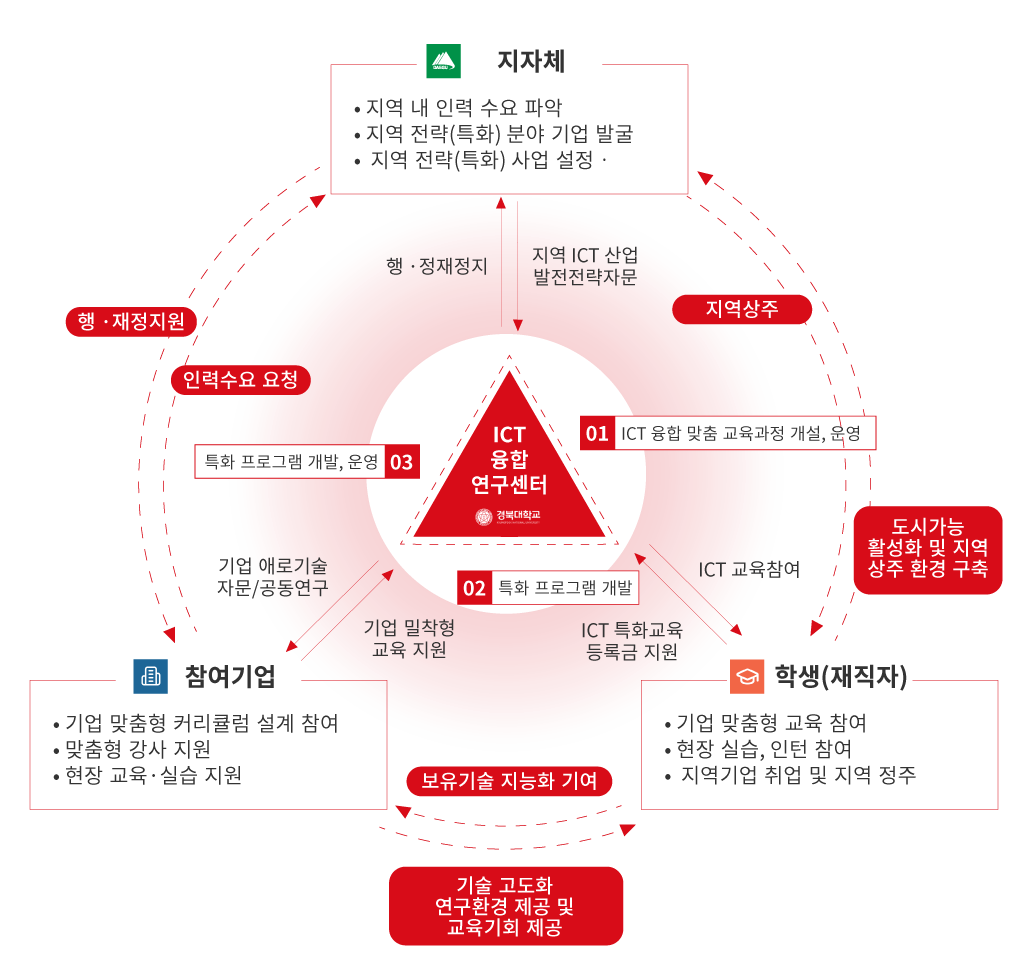 DAEGU
지자체
• 지역 내 인력 수요 파악
• 지역 전략(특화) 분야 기업 발굴
• 지역 전략(특화) 사업 설정 ·
행 ·정재정지
지역 ICT 산업
발전전략자문
행 ·재정지원
지역상주
인력수요 요청
ICT
융합
연구센터
경북대학교
01 ICT 융합 맞춤 교육과정 개설, 운영
특화 프로그램 개발, 운영 03
02 특화 프로그램 개발
도시가능
활성화 및 지역
상주 환경 구축
기업 애로기술
자문/공동연구
기업 밀착형
교육 지원
ICT 교육참여
ICT 특화교육
등록금 지원
참여기업
• 기업 맞춤형 커리큘럼 설계 참여
• 맞춤형 강사 지원
• 현장 교육·실습 지원
학생(재직자)
• 기업 맞춤형 교육 참여
• 현장 실습, 인턴 참여
• 지역기업 취업 및 지역 정주
보유기술 지능화 기여
기술 고도화
연구환경 제공 및
교육기회 제공